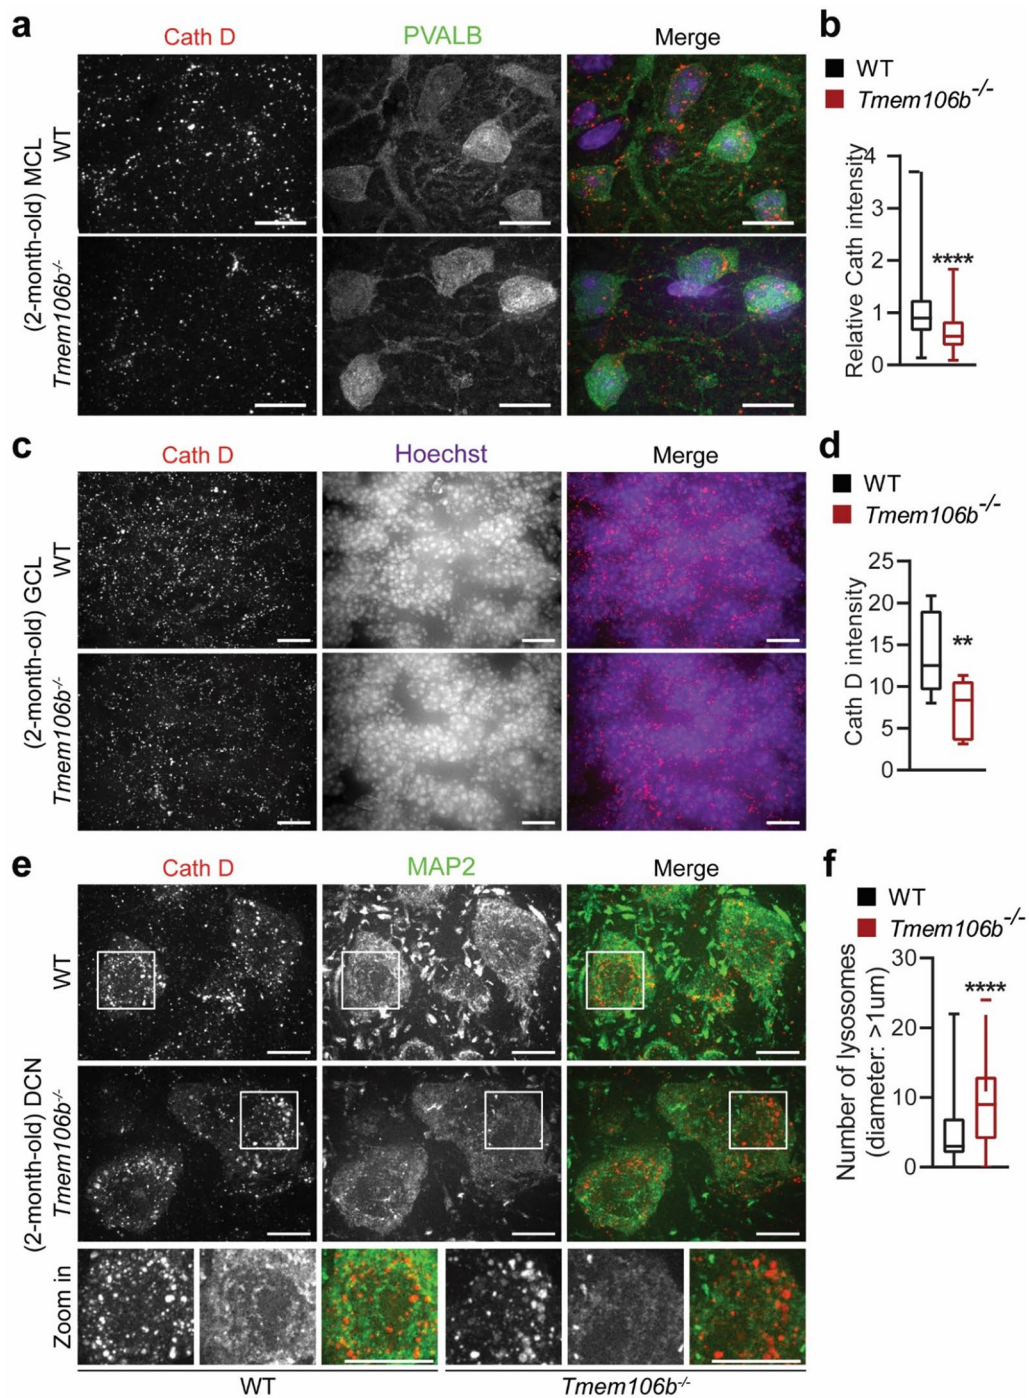 a
Cath D
PVALB
Merge
(2-month-old) MCL
WT
Tmem106b-/-
b
WT
Tmem106b-/-
Relative Cath intensity
4
3
2
1
0
****
c
Cath D
Hoechst
Merge
(2-month-old) GCL
WT
Tmem106b-/-
d
WT
Tmem106b-/-
Cath D intensity
25
20
15
10
5
0
**
e
Cath D
MAP2
Merge
(2-month-old) DCN
WT
Tmem106b-/-
Zoom in
WT
Tmem106b-/-
f
WT
Tmem106b-/-
Number of lysosomes
(diameter: >1um)
30
20
10
0
****